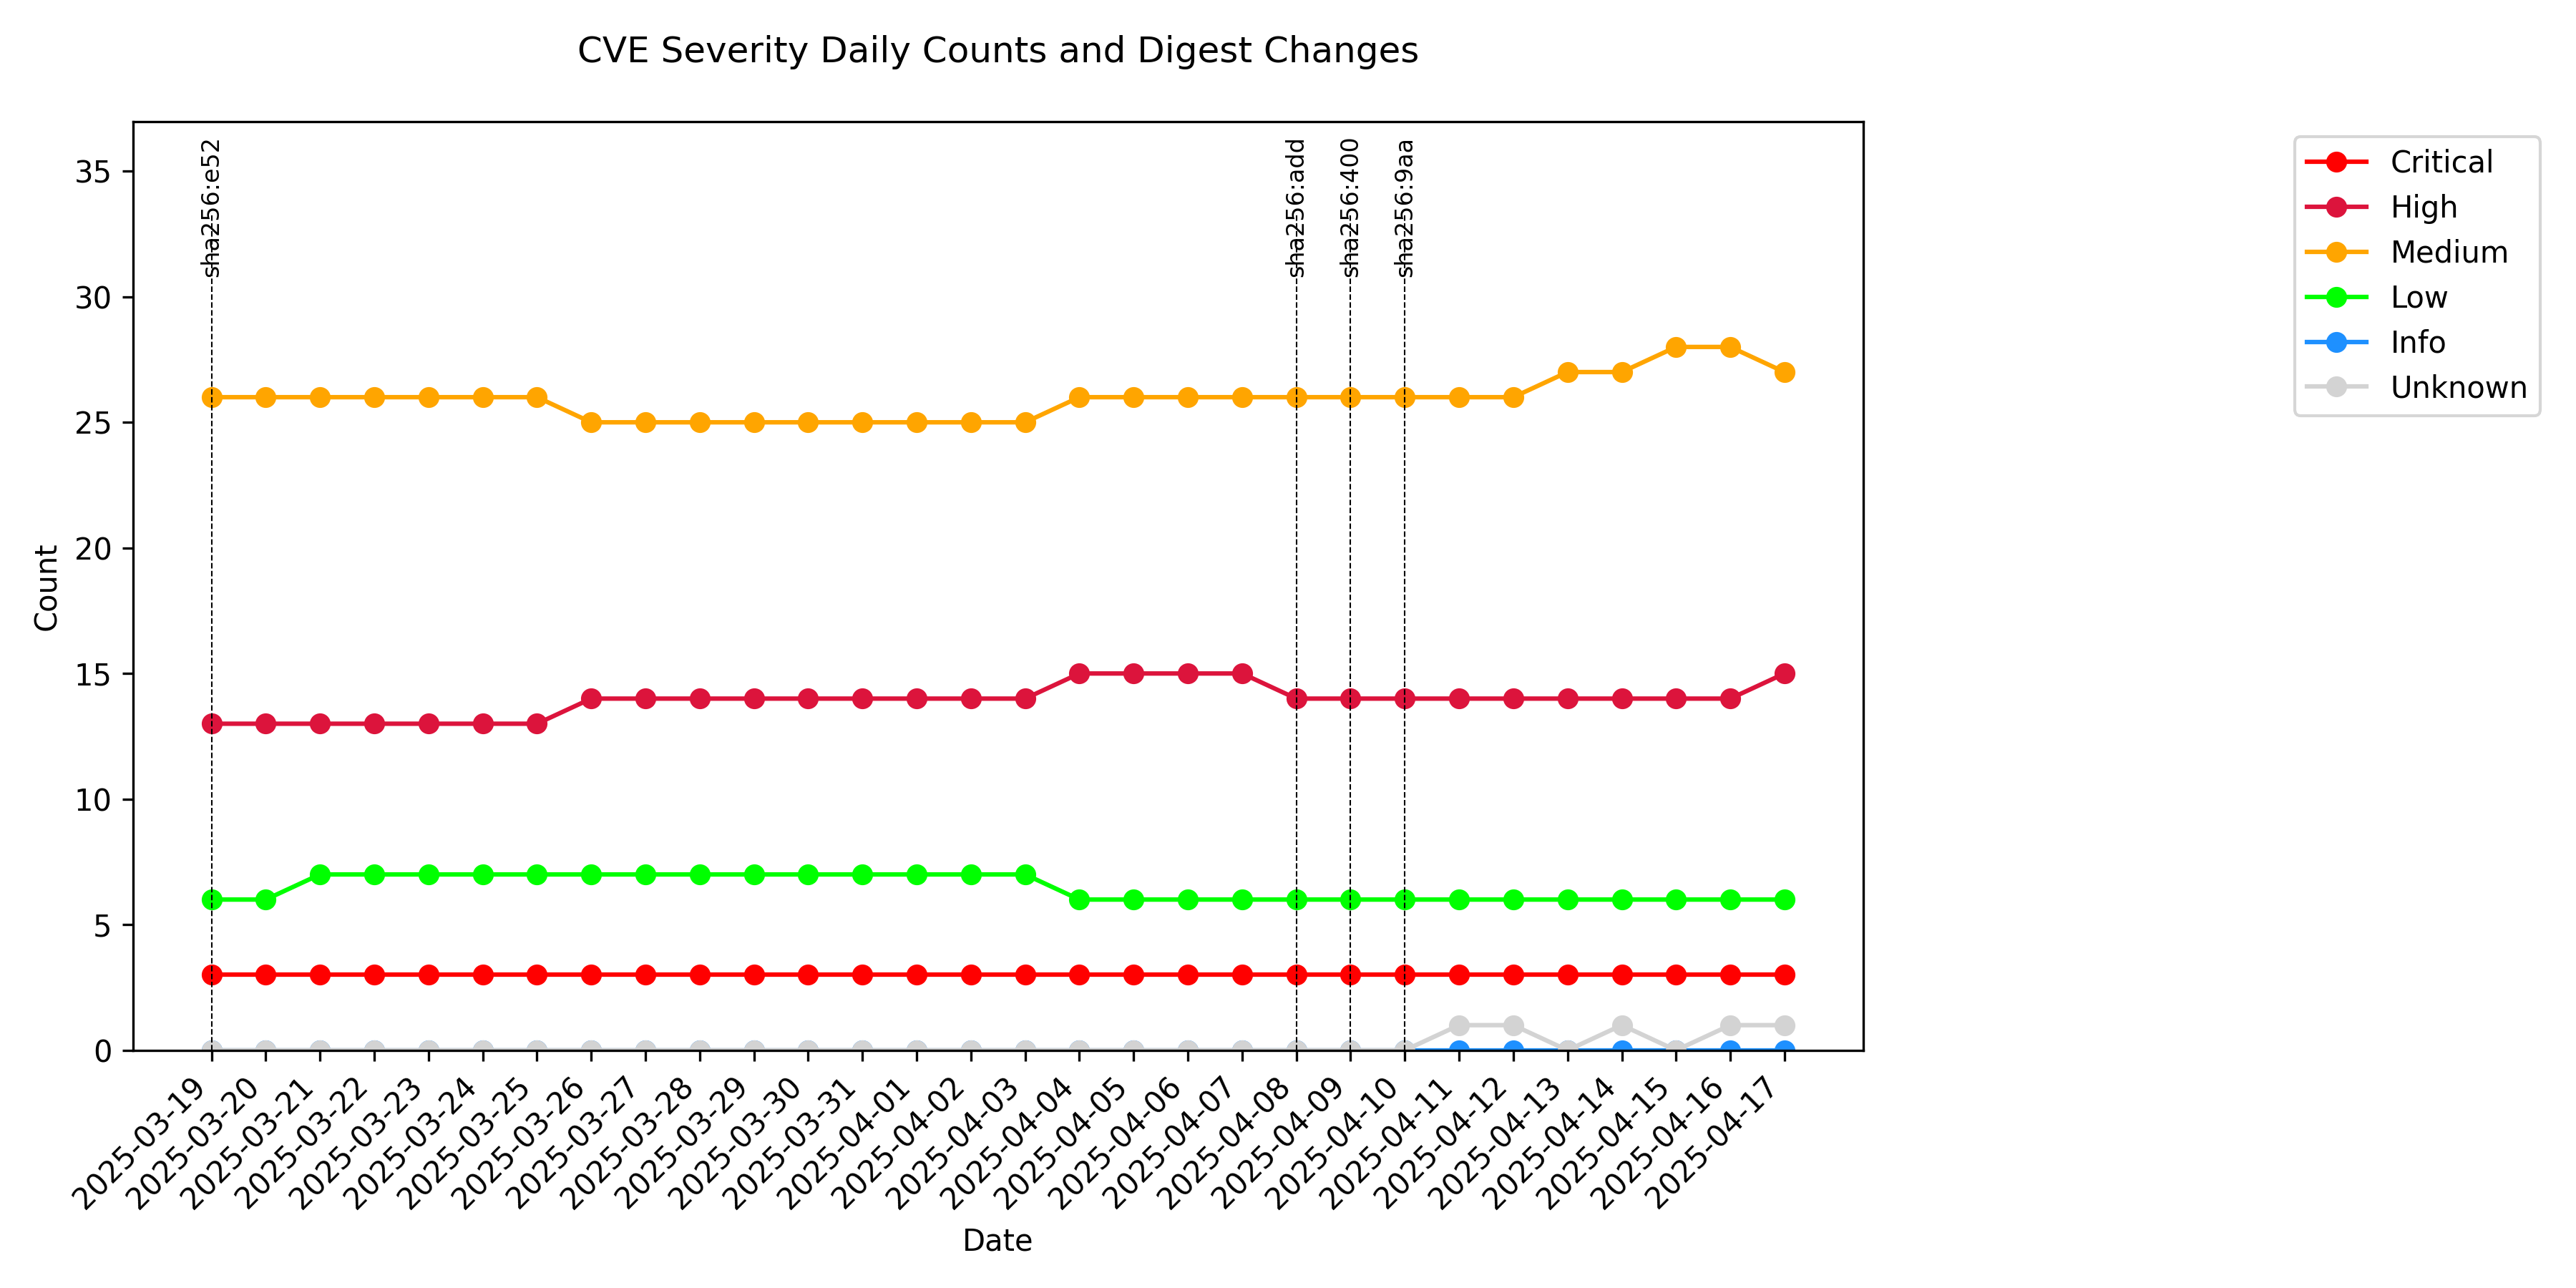 CVE Severity Daily Counts and Digest Changes
sha256:e52
sha256:add
sha256:400
sha256:9aa
Critical
High
Medium
Low
Info
Unknown
Count
35
30
25
20
15
10
5
0
2025-03-19
2025-03-20
2025-03-21
2025-03-22
2025-03-23
2025-03-24
2025-03-25
2025-03-26
2025-03-27
2025-03-28
2025-03-29
2025-03-30
2025-03-31
2025-04-01
2025-04-02
2025-04-03
2025-04-04
2025-04-05
2025-04-06
2025-04-07
2025-04-08
2025-04-09
2025-04-10
2025-04-11
2025-04-12
2025-04-13
2025-04-14
2025-04-15
2025-04-16
2025-04-17
Date